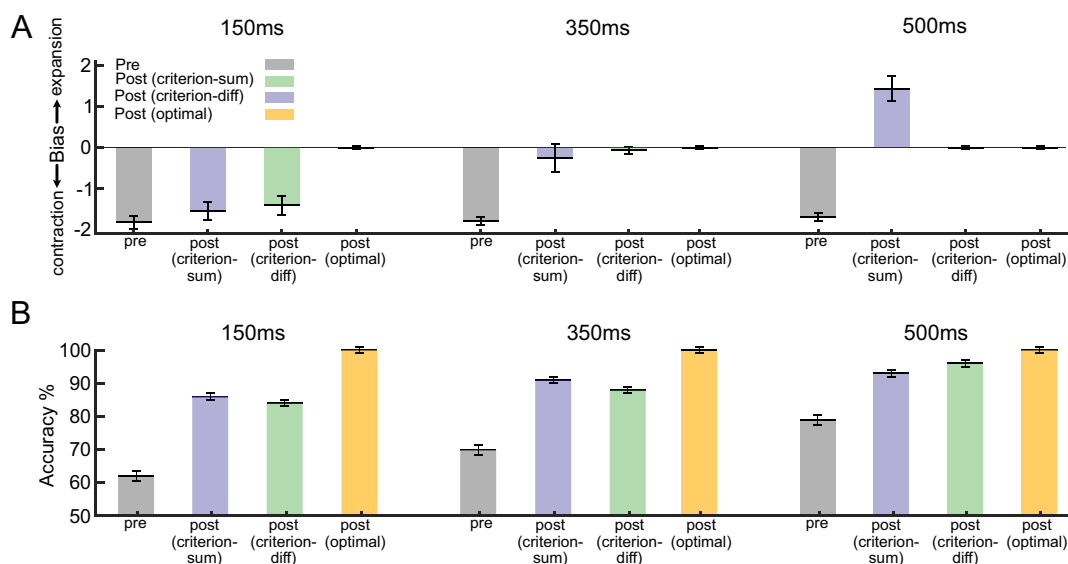 A
150ms
350ms
500ms
contraction ← Bias → expansion
2
1
0
-1
-2
Pre
Post (criterion-sum)
Post (criterion-diff)
Post (optimal)
pre
post
(criterion-
sum)
post
(criterion-
diff)
post
(optimal)
pre
post
(criterion-
sum)
post
(criterion-
diff)
post
(optimal)
pre
post
(criterion-
sum)
post
(criterion-
diff)
post
(optimal)
B
150ms
350ms
500ms
Accuracy %
100
90
80
70
60
50
pre
post
(criterion-
sum)
post
(criterion-
diff)
post
(optimal)
pre
post
(criterion-
sum)
post
(criterion-
diff)
post
(optimal)
pre
post
(criterion-
sum)
post
(criterion-
diff)
post
(optimal)